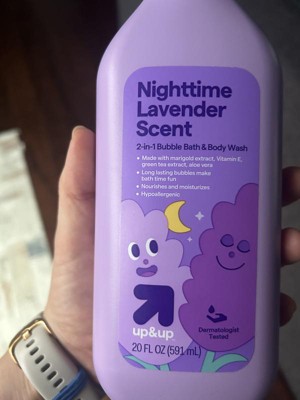 Nighttime
Lavender
Scent
2-in-1 Bubble Bath & Body Wash
• Made with marigold extract, Vitamin E,
green tea extract, aloe vera
• Long lasting bubbles make
bath time fun
• Nourishes and moisturizes
• Hypoallergenic
up&up
Dermatologist
Tested
20 FL OZ (591 mL)